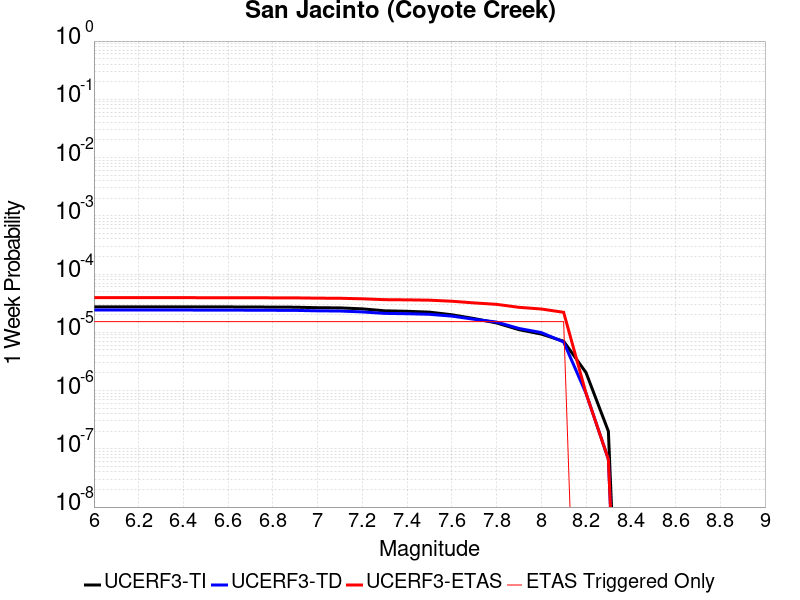 San Jacinto (Coyote Creek)
10^0
10^-1
10^-2
10^-3
10^-4
10^-5
10^-6
10^-7
10^-8
1 Week Probability
6 6.2 6.4 6.6 6.8 7 7.2 7.4 7.6 7.8 8 8.2 8.4 8.6 8.8 9
Magnitude
UCERF3-TI UCERF3-TD UCERF3-ETAS ETAS Triggered Only